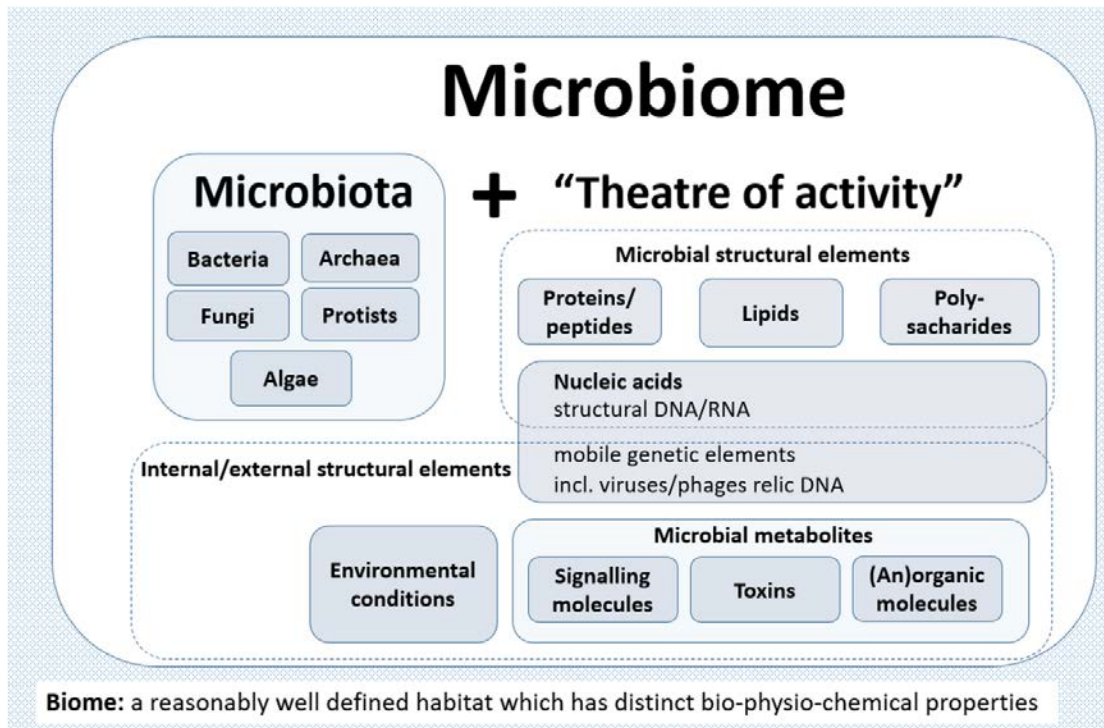 Microbiome
Microbiota + “Theatre of activity”
Bacteria
Archaea
Fungi
Protists
Algae
Microbial structural elements
Proteins/
peptides
Lipids
Poly-
sacharides
Nucleic acids
structural DNA/RNA
mobile genetic elements
incl. viruses/phages relic DNA
Internal/external structural elements
Environmental
conditions
Microbial metabolites
Signalling
molecules
Toxins
(An)organic
molecules
Biome: a reasonably well defined habitat which has distinct bio-physio-chemical properties